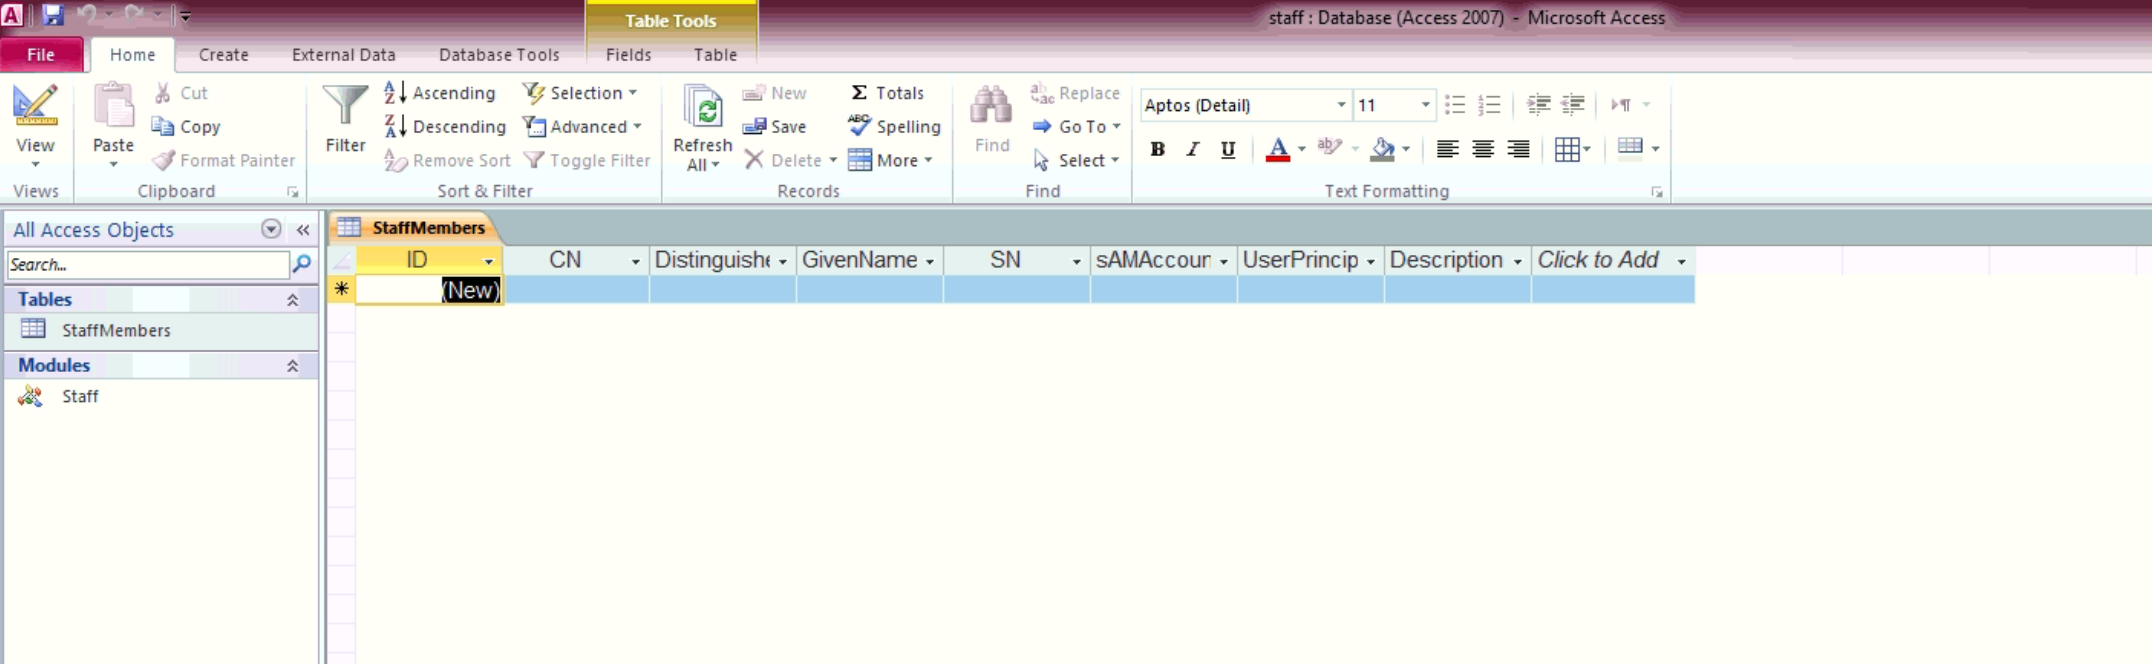 staff : Database (Access 2007) - Microsoft Access
Table Tools
File Home Create External Data Database Tools Fields Table
View
Views
Paste
Cut
Copy
Format Painter
Clipboard
Filter
Ascending
Descending
Remove Sort
Selection
Advanced
Toggle Filter
Sort & Filter
Refresh
All
New
Save
Delete
Σ Totals
Spelling
More
Records
Find
Replace
Go To
Select
Find
Aptos (Detail) 11
B I U A
Text Formatting
All Access Objects
Search...
Tables
StaffMembers
Modules
Staff
StaffMembers
ID CN Distinguishe GivenName SN sAMAccoun UserPrincip Description Click to Add
(New)